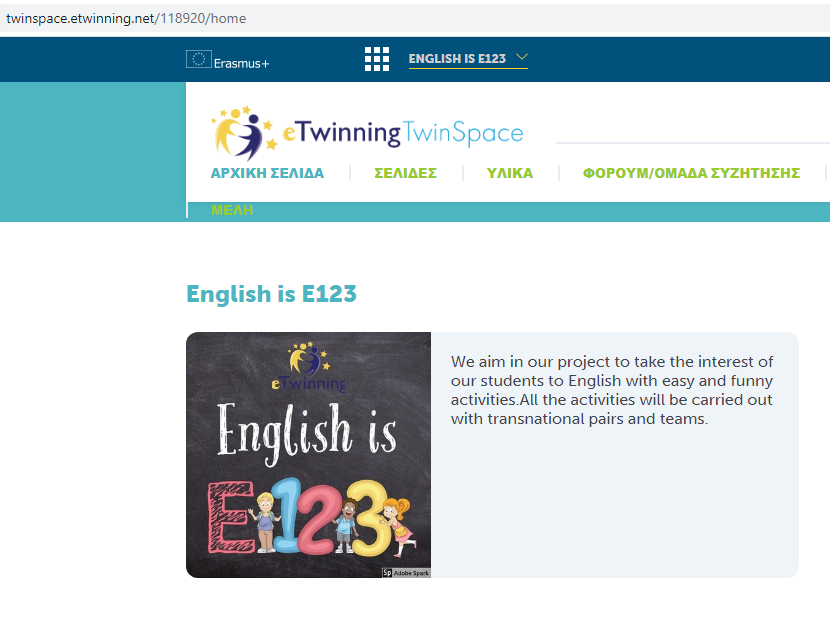 twinspace.etwinning.net/118920/home
Erasmus+
ENGLISH IS E123
eTwinning TwinSpace
ΑΡΧΙΚΗ ΣΕΛΙΔΑ
ΣΕΛΙΔΕΣ
ΥΛΙΚΑ
ΦΟΡΟΥΜ/ΟΜΑΔΑ ΣΥΖΗΤΗΣΗΣ
ΜΕΛΗ
English is E123
eTwinning
English is
E123
Sp Adobe Spark
We aim in our project to take the interest of
our students to English with easy and funny
activities.All the activities will be carried out
with transnational pairs and teams.